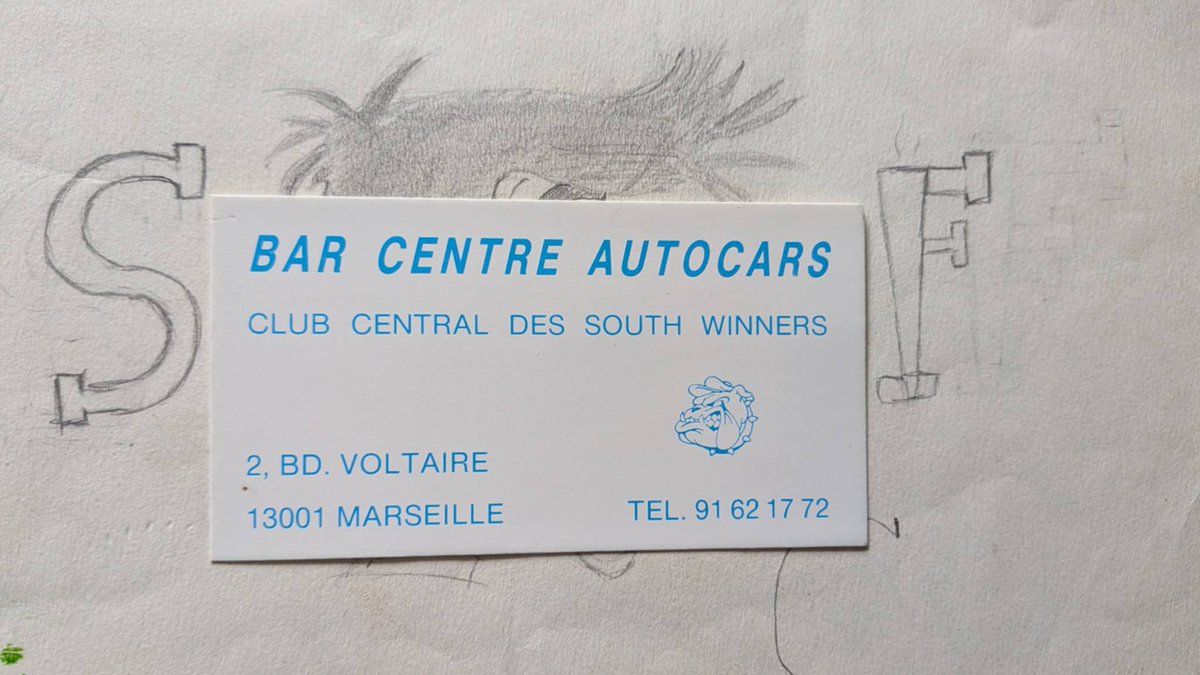 S F
BAR CENTRE AUTOCARS
CLUB CENTRAL DES SOUTH WINNERS
2, BD. VOLTAIRE
13001 MARSEILLE
TEL. 91 62 17 72